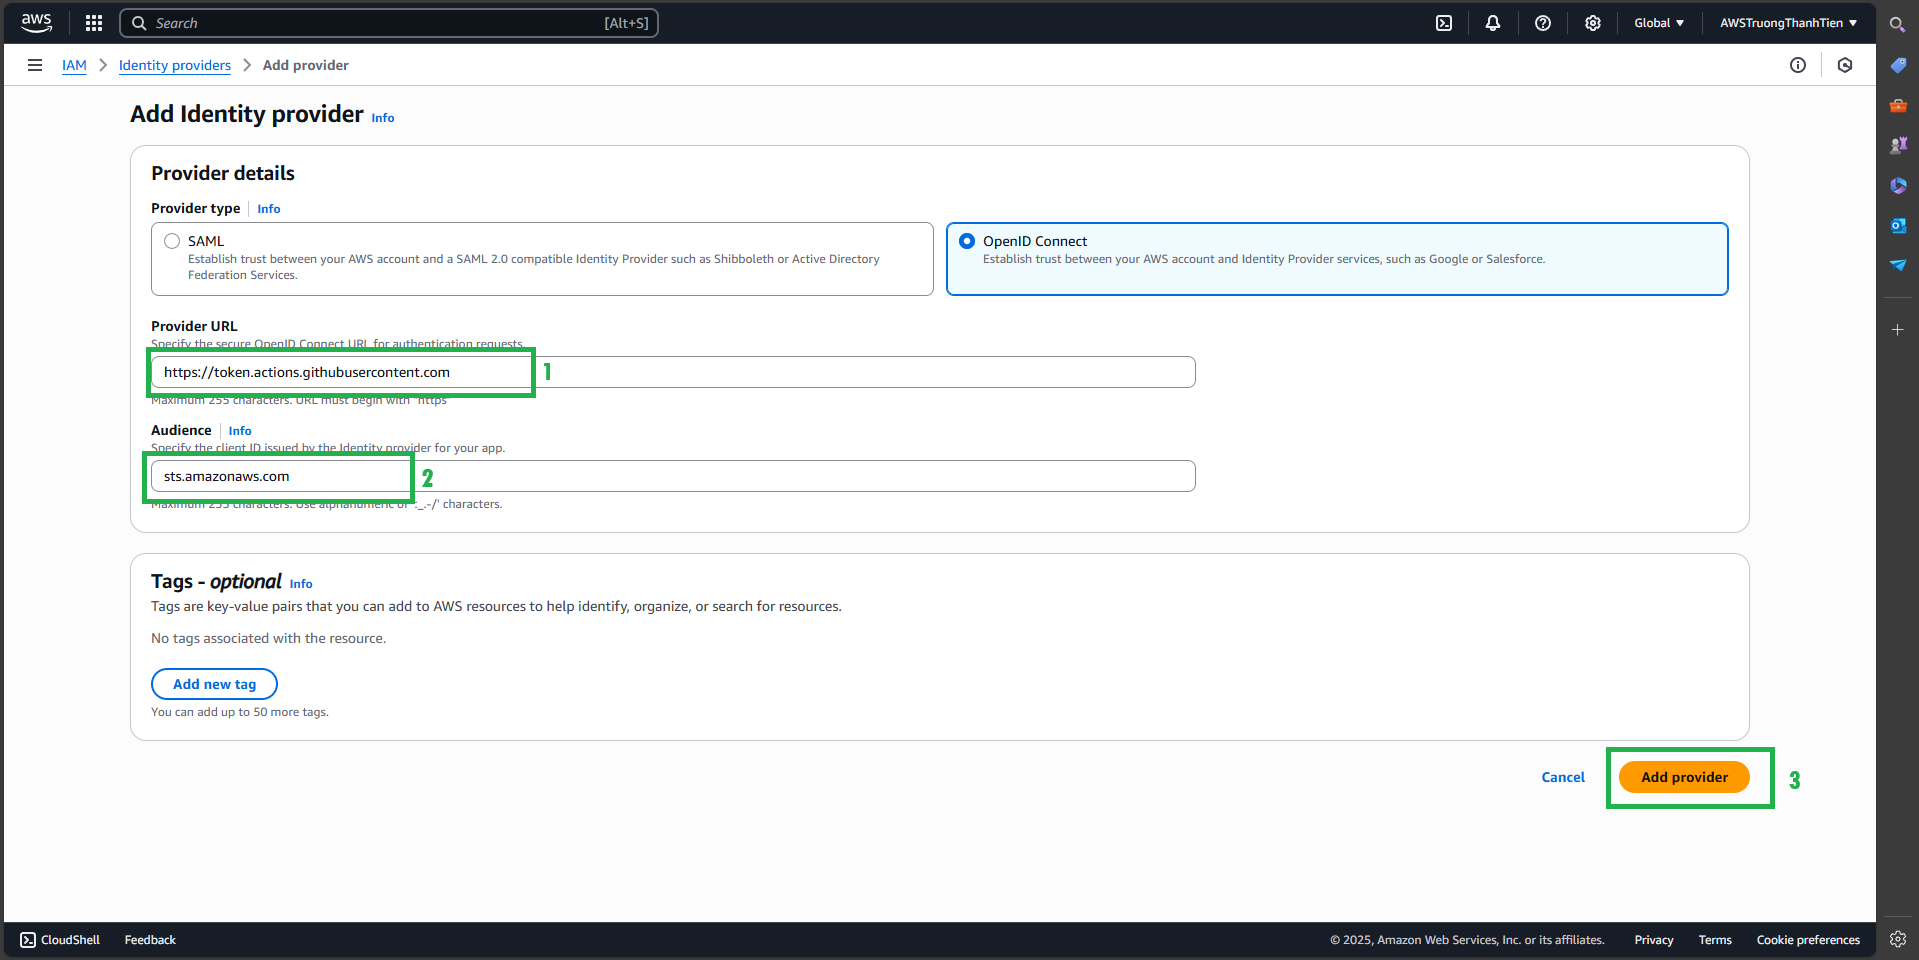 aws
Search
[Alt+S]
Global
AWSTruongThanhTien
IAM
Identity providers
Add provider
Add Identity provider Info
Provider details
Provider type
Info
SAML
Establish trust between your AWS account and a SAML 2.0 compatible Identity Provider such as Shibboleth or Active Directory
Federation Services.
OpenID Connect
Establish trust between your AWS account and Identity Provider services, such as Google or Salesforce.
Provider URL
Specify the secure OpenID Connect URL for authentication requests.
https://token.actions.githubusercontent.com
1
Maximum 255 characters. URL must begin with "https"
Audience
Info
Specify the client ID issued by the Identity provider for your app.
sts.amazonaws.com
2
Maximum 255 characters. Use alphanumeric or ':_.-/' characters.
Tags - optional Info
Tags are key-value pairs that you can add to AWS resources to help identify, organize, or search for resources.
No tags associated with the resource.
Add new tag
You can add up to 50 more tags.
Cancel
Add provider
3
CloudShell
Feedback
© 2025, Amazon Web Services, Inc. or its affiliates.
Privacy
Terms
Cookie preferences